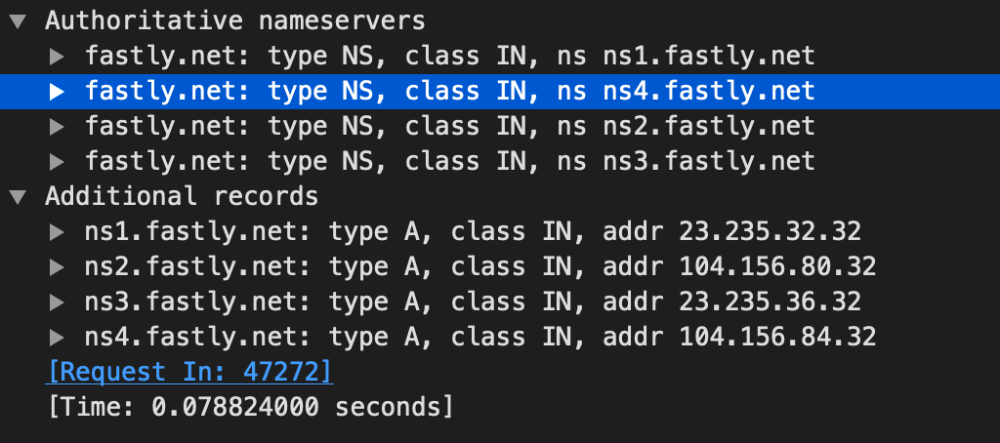 Authoritative nameservers
fastly.net: type NS, class IN, ns ns1.fastly.net
fastly.net: type NS, class IN, ns ns4.fastly.net
fastly.net: type NS, class IN, ns ns2.fastly.net
fastly.net: type NS, class IN, ns ns3.fastly.net
Additional records
ns1.fastly.net: type A, class IN, addr 23.235.32.32
ns2.fastly.net: type A, class IN, addr 104.156.80.32
ns3.fastly.net: type A, class IN, addr 23.235.36.32
ns4.fastly.net: type A, class IN, addr 104.156.84.32
[Request In: 47272]
[Time: 0.078824000 seconds]